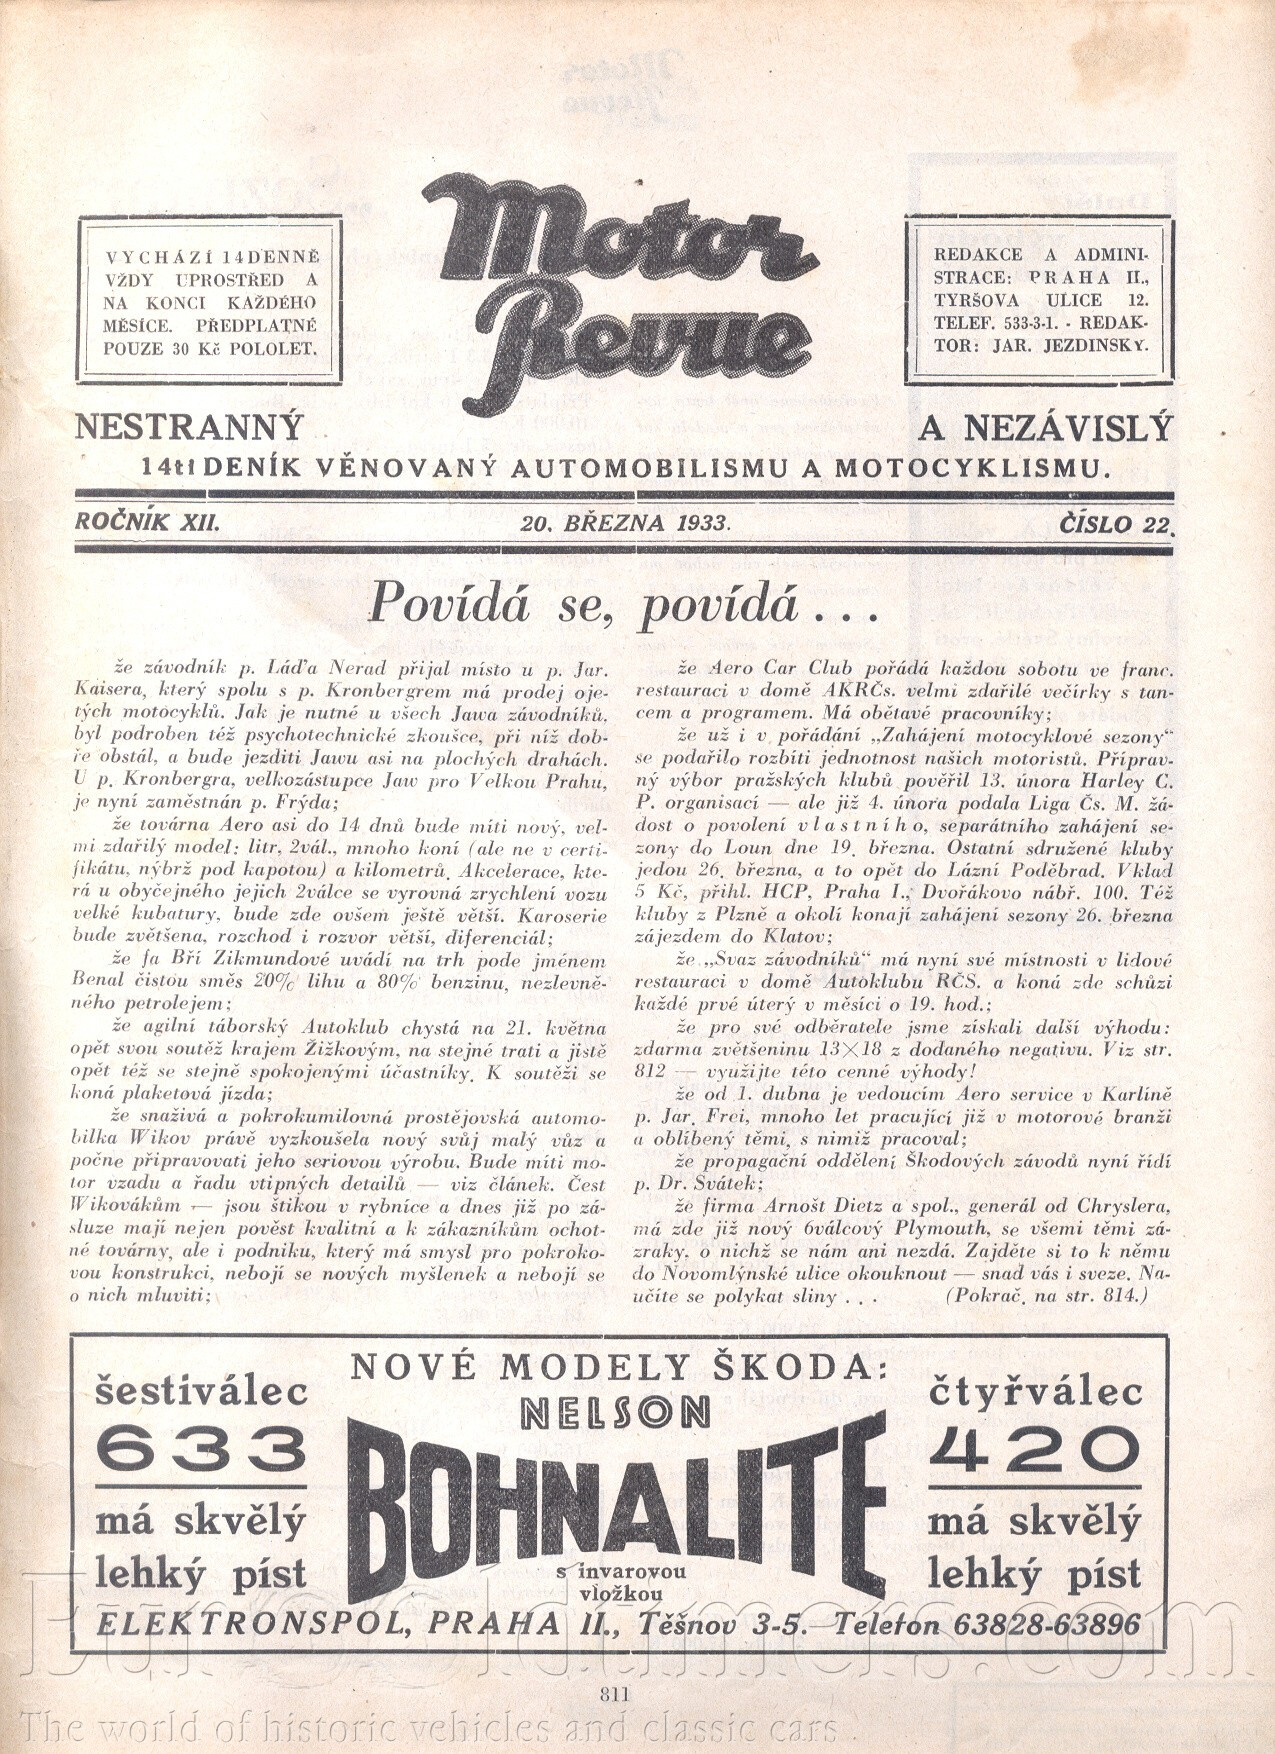 Motor
Revue
VYCHÁZÍ 14DENNĚ
VŽDY UPROSTŘED A
NA KONCI KAŽDÉHO
MĚSÍCE. PŘEDPLATNÉ
POUZE 30 Kč POLOLET.
REDAKCE A ADMINI-
STRACE: PRAHA II.,
TYRŠOVA ULICE 12.
TELEF. 533-3-1. - REDAK-
TOR: JAR. JEZDINSKY.
NESTRANNÝ A NEZÁVISLÝ
14ti DENÍK VĚNOVANÝ AUTOMOBILISMU A MOTOCYKLISMU.
ROČNÍK XII. 20. BŘEZNA 1933. ČÍSLO 22.
Povídá se, povídá . . .
že závodník p. Láďa Nerad přijal místo u p. Jar.
Kaisera, který spolu s p. Kronbergrem má prodej oje-
tých motocyklů. Jak je nutné u všech Jawa závodníků,
byl podroben též psychotechnické zkoušce, při níž dob-
ře obstál, a bude jezditi Jawu asi na plochých drahách.
U p. Kronbergra, velkozástupce Jaw pro Velkou Prahu,
je nyní zaměstnán p. Frýda;
že továrna Aero asi do 14 dnů bude míti nový, vel-
mi zdařilý model: litr, 2vál., mnoho koní (ale ne v certi-
fikátu, nýbrž pod kapotou) a kilometrů. Akcelerace, kte-
rá u obyčejného jejich 2válce se vyrovná zrychlení vozu
velké kubatury, bude zde ovšem ještě větší. Karoserie
bude zvětšena, rozchod i rozvor větší, diferenciál;
že fa Bří Zikmundové uvádí na trh pode jménem
Benal čistou směs 20% lihu a 80% benzinu, nezlevně-
ného petrolejem;
že agilní táborský Autoklub chystá na 21. května
opět svou soutěž krajem Žižkovým, na stejné trati a jistě
opět též se stejně spokojenými účastníky. K soutěži se
koná plaketová jízda;
že snaživá a pokrokumilovná prostějovská automo-
bilka Wikov právě vyzkoušela nový svůj malý vůz a
počne připravovati jeho seriovou výrobu. Bude míti mo-
tor vzadu a řadu vtipných detailů — viz článek. Čest
Wikovákům — jsou štikou v rybníce a dnes již po zá-
sluze mají nejen pověst kvalitní a k zákazníkům ochot-
né továrny, ale i podniku, který má smysl pro pokroko-
vou konstrukci, nebojí se nových myšlenek a nebojí se
o nich mluviti;
že Aero Car Club pořádá každou sobotu ve franc.
restauraci v domě AKRČs. velmi zdařilé večírky s tan-
cem a programem. Má obětavé pracovníky;
že už i v pořádání „Zahájení motocyklové sezony“
se podařilo rozbíti jednotnost našich motoristů. Příprav-
ný výbor pražských klubů pověřil 13. února Harley C.
P. organisací — ale již 4. února podala Liga Čs. M. žá-
dost o povolení vlastního, separátního zahájení se-
zony do Loun dne 19. března. Ostatní sdružené kluby
jedou 26. března, a to opět do Lázní Poděbrad. Vklad
5 Kč, přihl. HCP, Praha I., Dvořákovo nábř. 100. Též
kluby z Plzně a okolí konají zahájení sezony 26. března
zájezdem do Klatov;
že „Svaz závodníků“ má nyní své místnosti v lidové
restauraci v domě Autoklubu RČS. a koná zde schůzi
každé prvé úterý v měsíci o 19. hod.;
že pro své odběratele jsme získali další výhodu:
zdarma zvětšeninu 13×18 z dodaného negativu. Viz str.
812 — využijte této cenné výhody!
že od 1. dubna je vedoucím Aero service v Karlíně
p. Jar. Frei, mnoho let pracující již v motorové branži
a oblíbený těmi, s nimiž pracoval;
že propagační oddělení Škodových závodů nyní řídí
p. Dr. Svátek;
že firma Arnošt Dietz a spol., generál od Chryslera,
má zde již nový 6válcový Plymouth, se všemi těmi zá-
zraky, o nichž se nám ani nezdá. Zajděte si to k němu
do Novomlýnské ulice okouknout — snad vás i sveze. Na-
učíte se polykat sliny . . . (Pokrač. na str. 814.)
NOVÉ MODELY ŠKODA:
šestiválec
633
má skvělý
lehký píst
NELSON
BOHNALITE
s invarovou
vložkou
čtyřválec
420
má skvělý
lehký píst
ELEKTRONSPOL, PRAHA II., Těšnov 3-5. Telefon 63828-63896
811
EuroOldtimers.com
The world of historic vehicles and classic cars